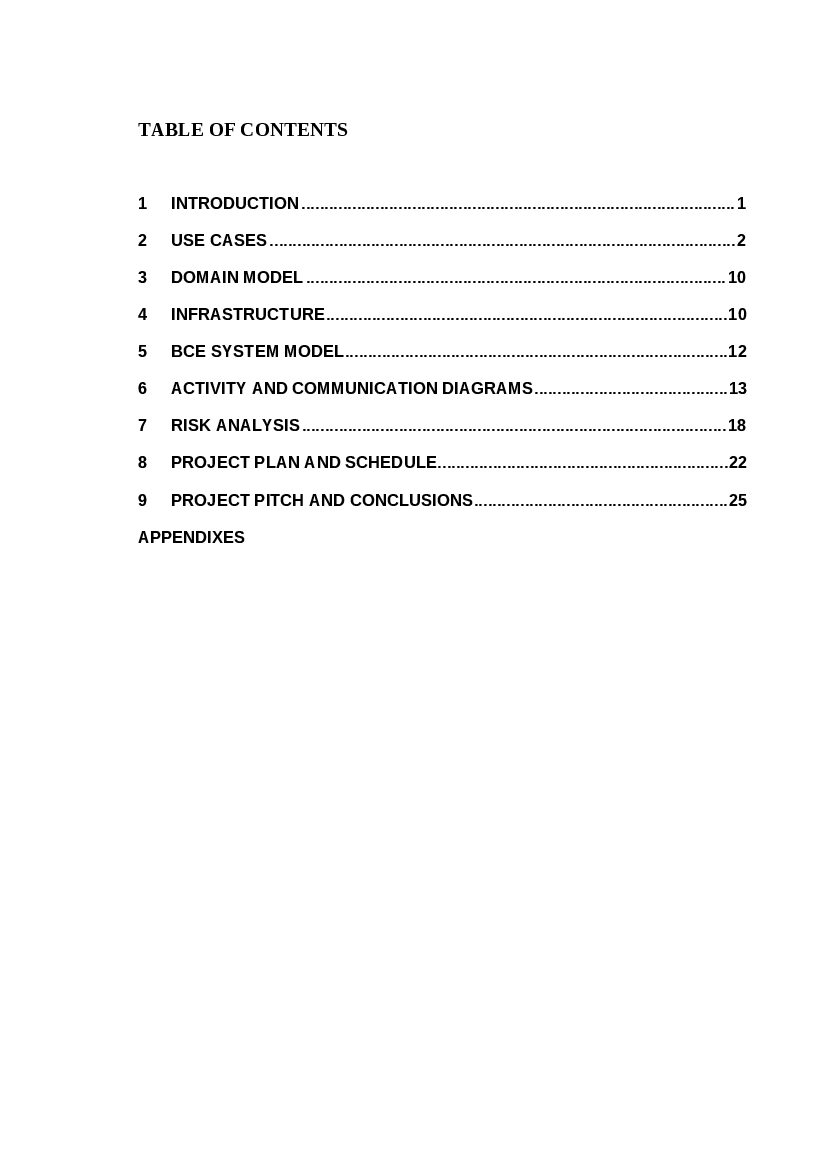 TABLE OF CONTENTS
1 INTRODUCTION................................................................................................1
2 USE CASES.......................................................................................................2
3 DOMAIN MODEL.............................................................................................10
4 INFRASTRUCTURE........................................................................................10
5 BCE SYSTEM MODEL....................................................................................12
6 ACTIVITY AND COMMUNICATION DIAGRAMS..........................................13
7 RISK ANALYSIS..............................................................................................18
8 PROJECT PLAN AND SCHEDULE................................................................22
9 PROJECT PITCH AND CONCLUSIONS.......................................................25
APPENDIXES